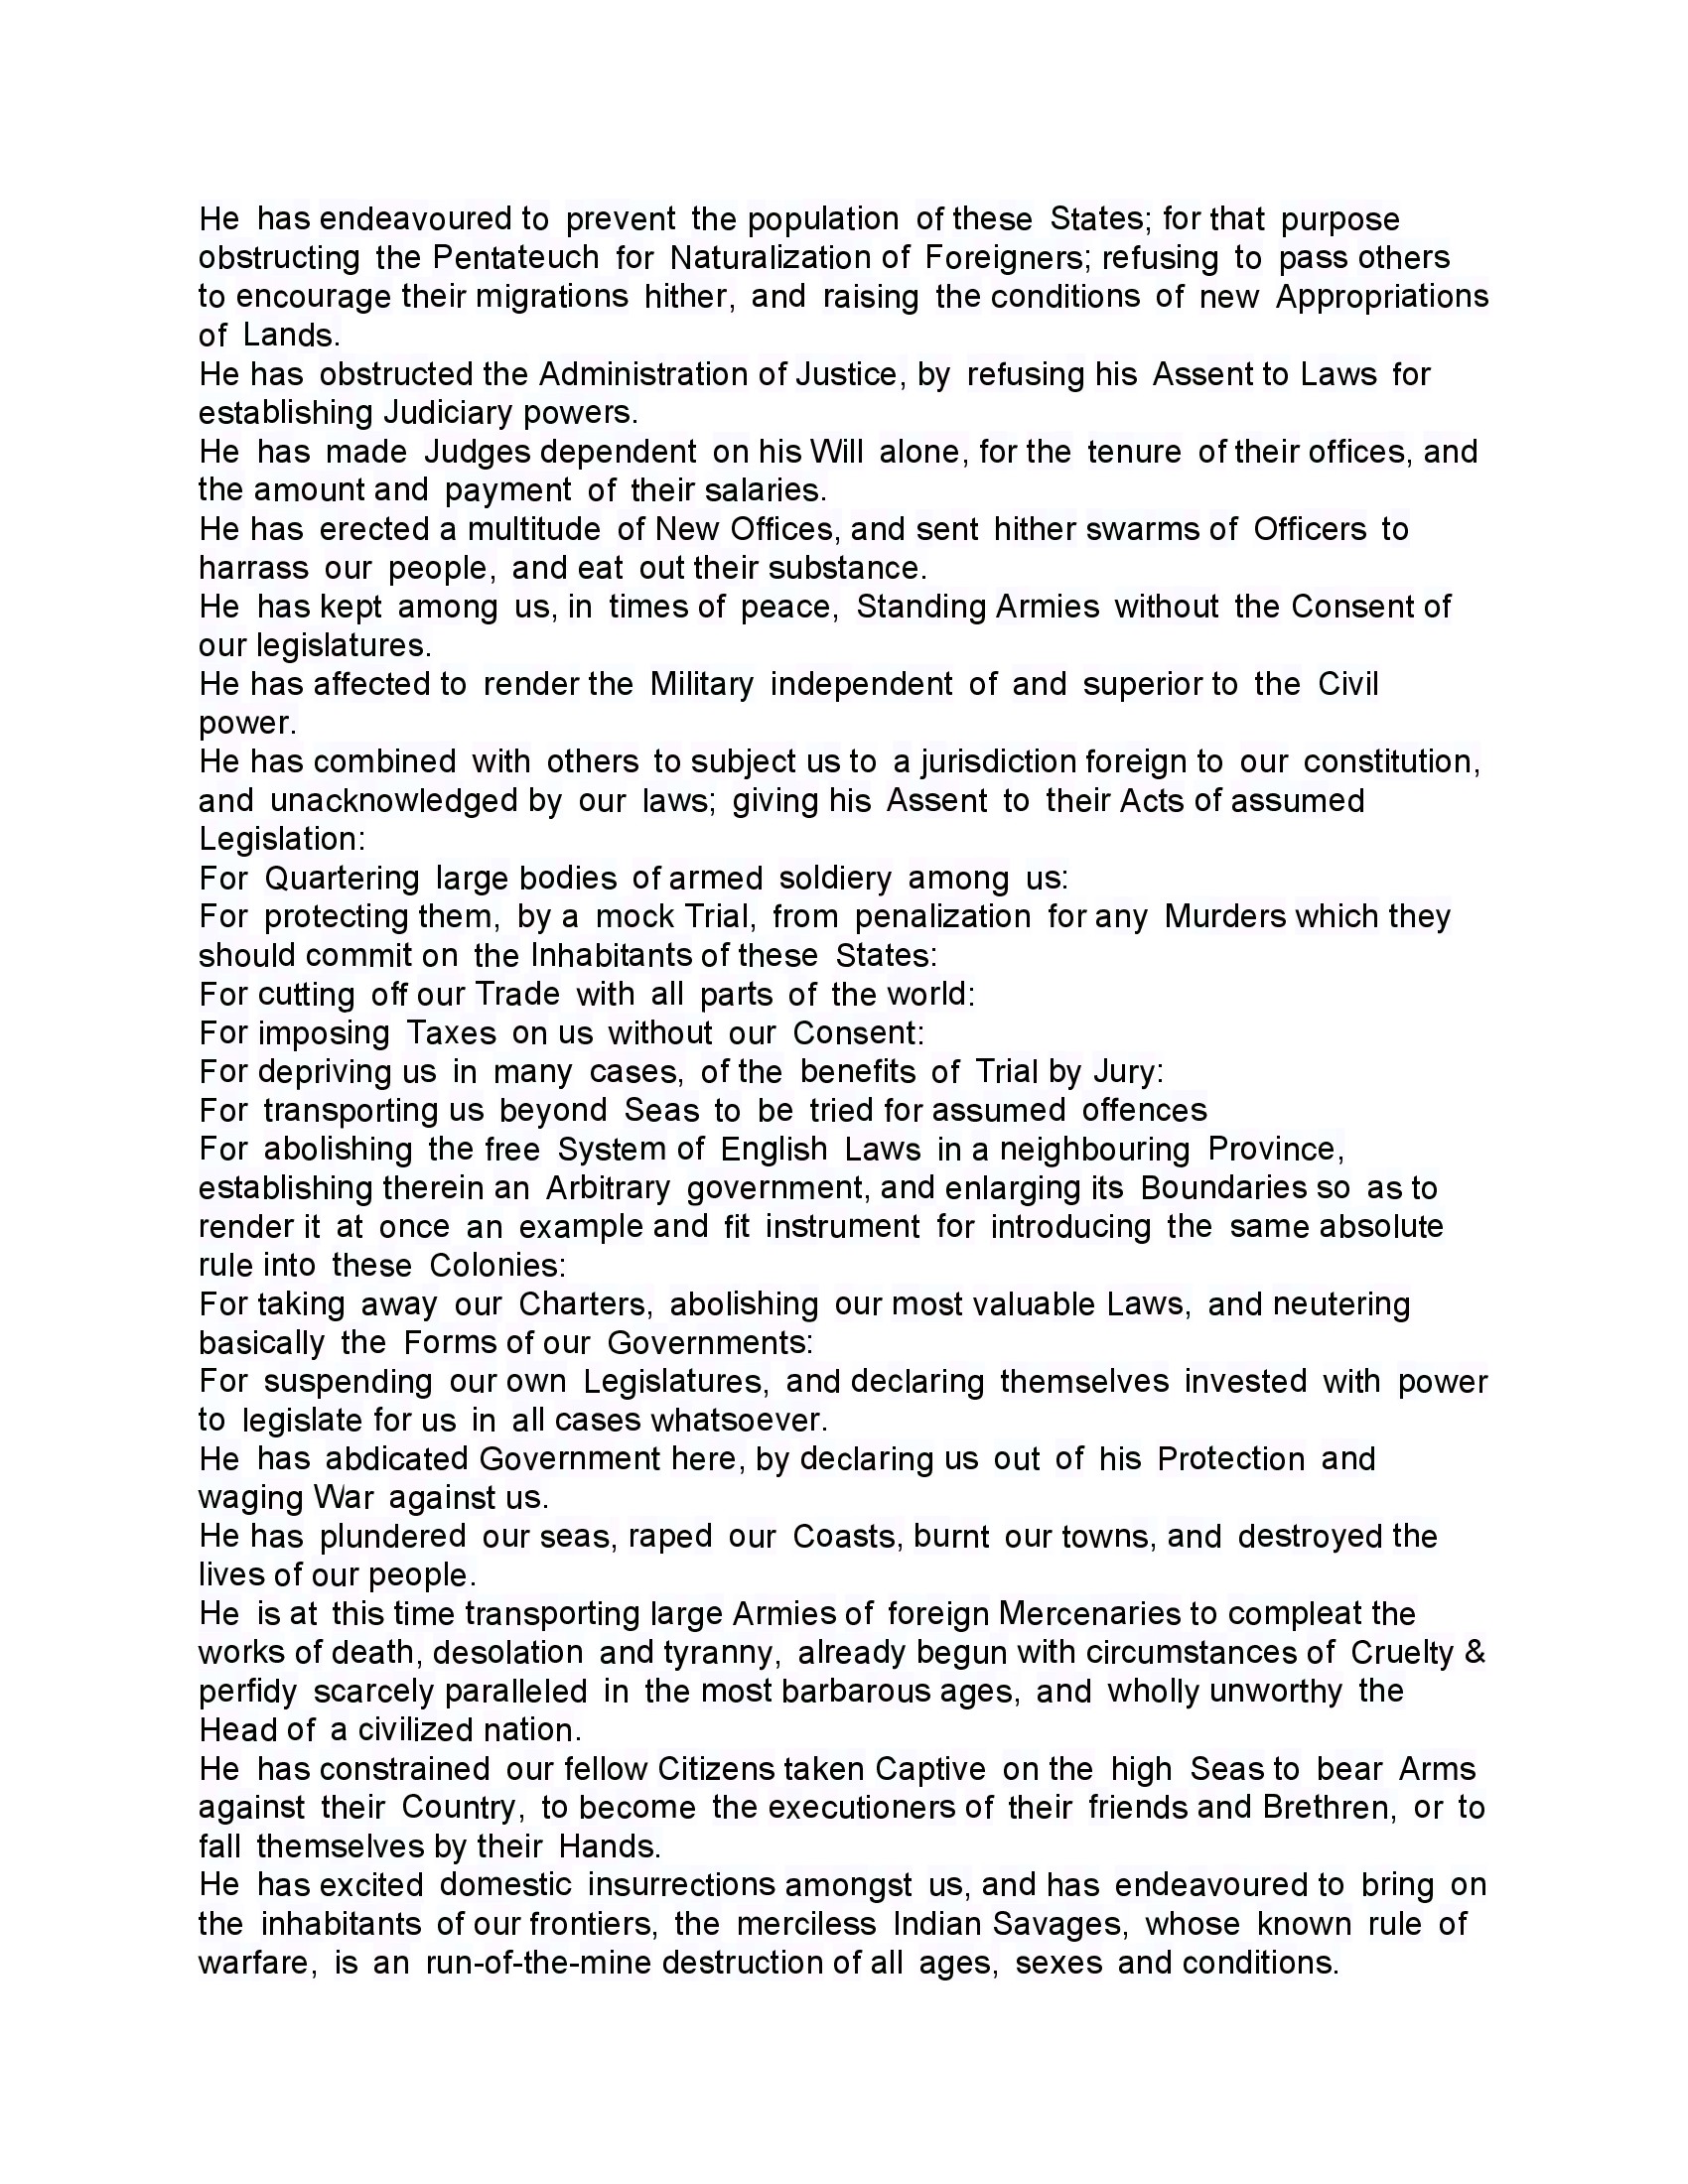 He has endeavoured to prevent the population of these States; for that purpose
obstructing the Pentateuch for Naturalization of Foreigners; refusing to pass others
to encourage their migrations hither, and raising the conditions of new Appropriations
of Lands.
He has obstructed the Administration of Justice, by refusing his Assent to Laws for
establishing Judiciary powers.
He has made Judges dependent on his Will alone, for the tenure of their offices, and
the amount and payment of their salaries.
He has erected a multitude of New Offices, and sent hither swarms of Officers to
harrass our people, and eat out their substance.
He has kept among us, in times of peace, Standing Armies without the Consent of
our legislatures.
He has affected to render the Military independent of and superior to the Civil
power.
He has combined with others to subject us to a jurisdiction foreign to our constitution,
and unacknowledged by our laws; giving his Assent to their Acts of assumed
Legislation:
For Quartering large bodies of armed soldiery among us:
For protecting them, by a mock Trial, from penalization for any Murders which they
should commit on the Inhabitants of these States:
For cutting off our Trade with all parts of the world:
For imposing Taxes on us without our Consent:
For depriving us in many cases, of the benefits of Trial by Jury:
For transporting us beyond Seas to be tried for assumed offences
For abolishing the free System of English Laws in a neighbouring Province,
establishing therein an Arbitrary government, and enlarging its Boundaries so as to
render it at once an example and fit instrument for introducing the same absolute
rule into these Colonies:
For taking away our Charters, abolishing our most valuable Laws, and neutering
basically the Forms of our Governments:
For suspending our own Legislatures, and declaring themselves invested with power
to legislate for us in all cases whatsoever.
He has abdicated Government here, by declaring us out of his Protection and
waging War against us.
He has plundered our seas, raped our Coasts, burnt our towns, and destroyed the
lives of our people.
He is at this time transporting large Armies of foreign Mercenaries to compleat the
works of death, desolation and tyranny, already begun with circumstances of Cruelty &
perfidy scarcely paralleled in the most barbarous ages, and wholly unworthy the
Head of a civilized nation.
He has constrained our fellow Citizens taken Captive on the high Seas to bear Arms
against their Country, to become the executioners of their friends and Brethren, or to
fall themselves by their Hands.
He has excited domestic insurrections amongst us, and has endeavoured to bring on
the inhabitants of our frontiers, the merciless Indian Savages, whose known rule of
warfare, is an run-of-the-mine destruction of all ages, sexes and conditions.